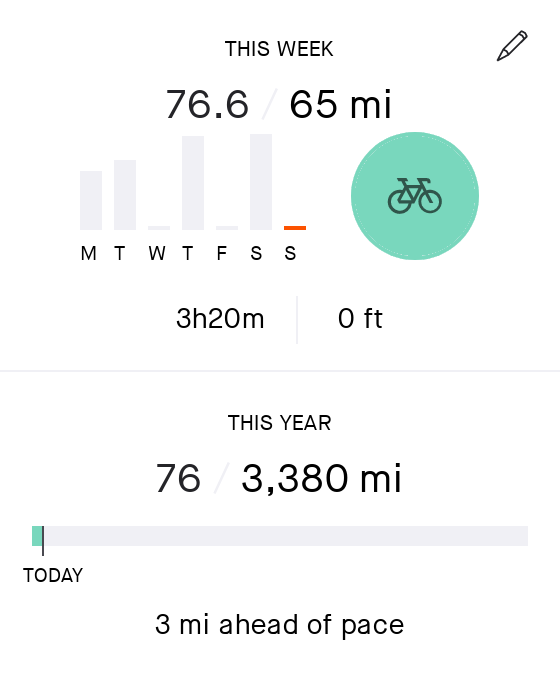 THIS WEEK
76.6 / 65 mi
M T W T F S S
3h20m 0 ft
THIS YEAR
76 / 3,380 mi
TODAY
3 mi ahead of pace